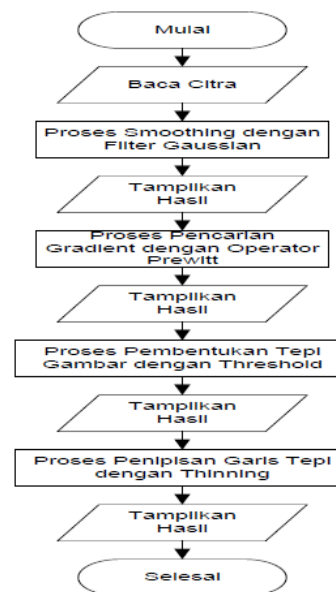 Mulai
Baca Citra
Proses Smoothing dengan
Filter Gaussian
Tampilkan
Hasil
Proses Pencarian
Gradient dengan Operator
Prewitt
Tampilkan
Hasil
Proses Pembentukan Tepi
Gambar dengan Threshold
Tampilkan
Hasil
Proses Penipisan Garis Tepi
dengan Thinning
Tampilkan
Hasil
Selesai